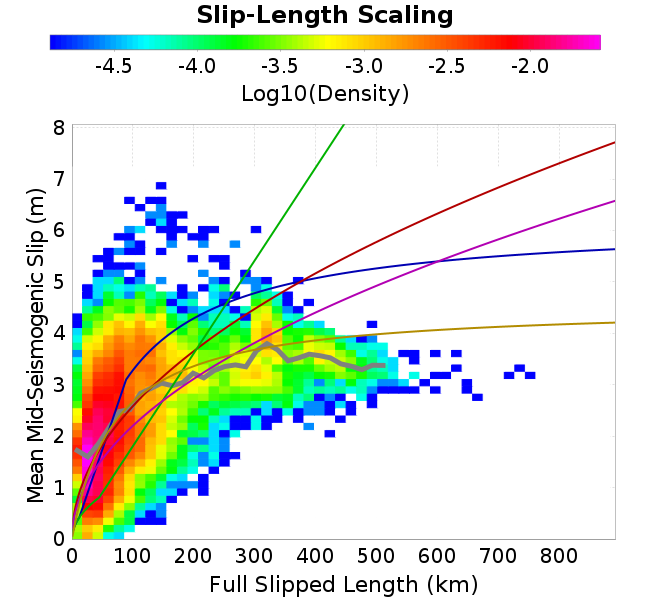 Slip-Length Scaling
-4.5 -4.0 -3.5 -3.0 -2.5 -2.0
Log10(Density)
8
7
6
5
4
3
2
1
0
Mean Mid-Seismogenic Slip (m)
0 100 200 300 400 500 600 700 800
Full Slipped Length (km)